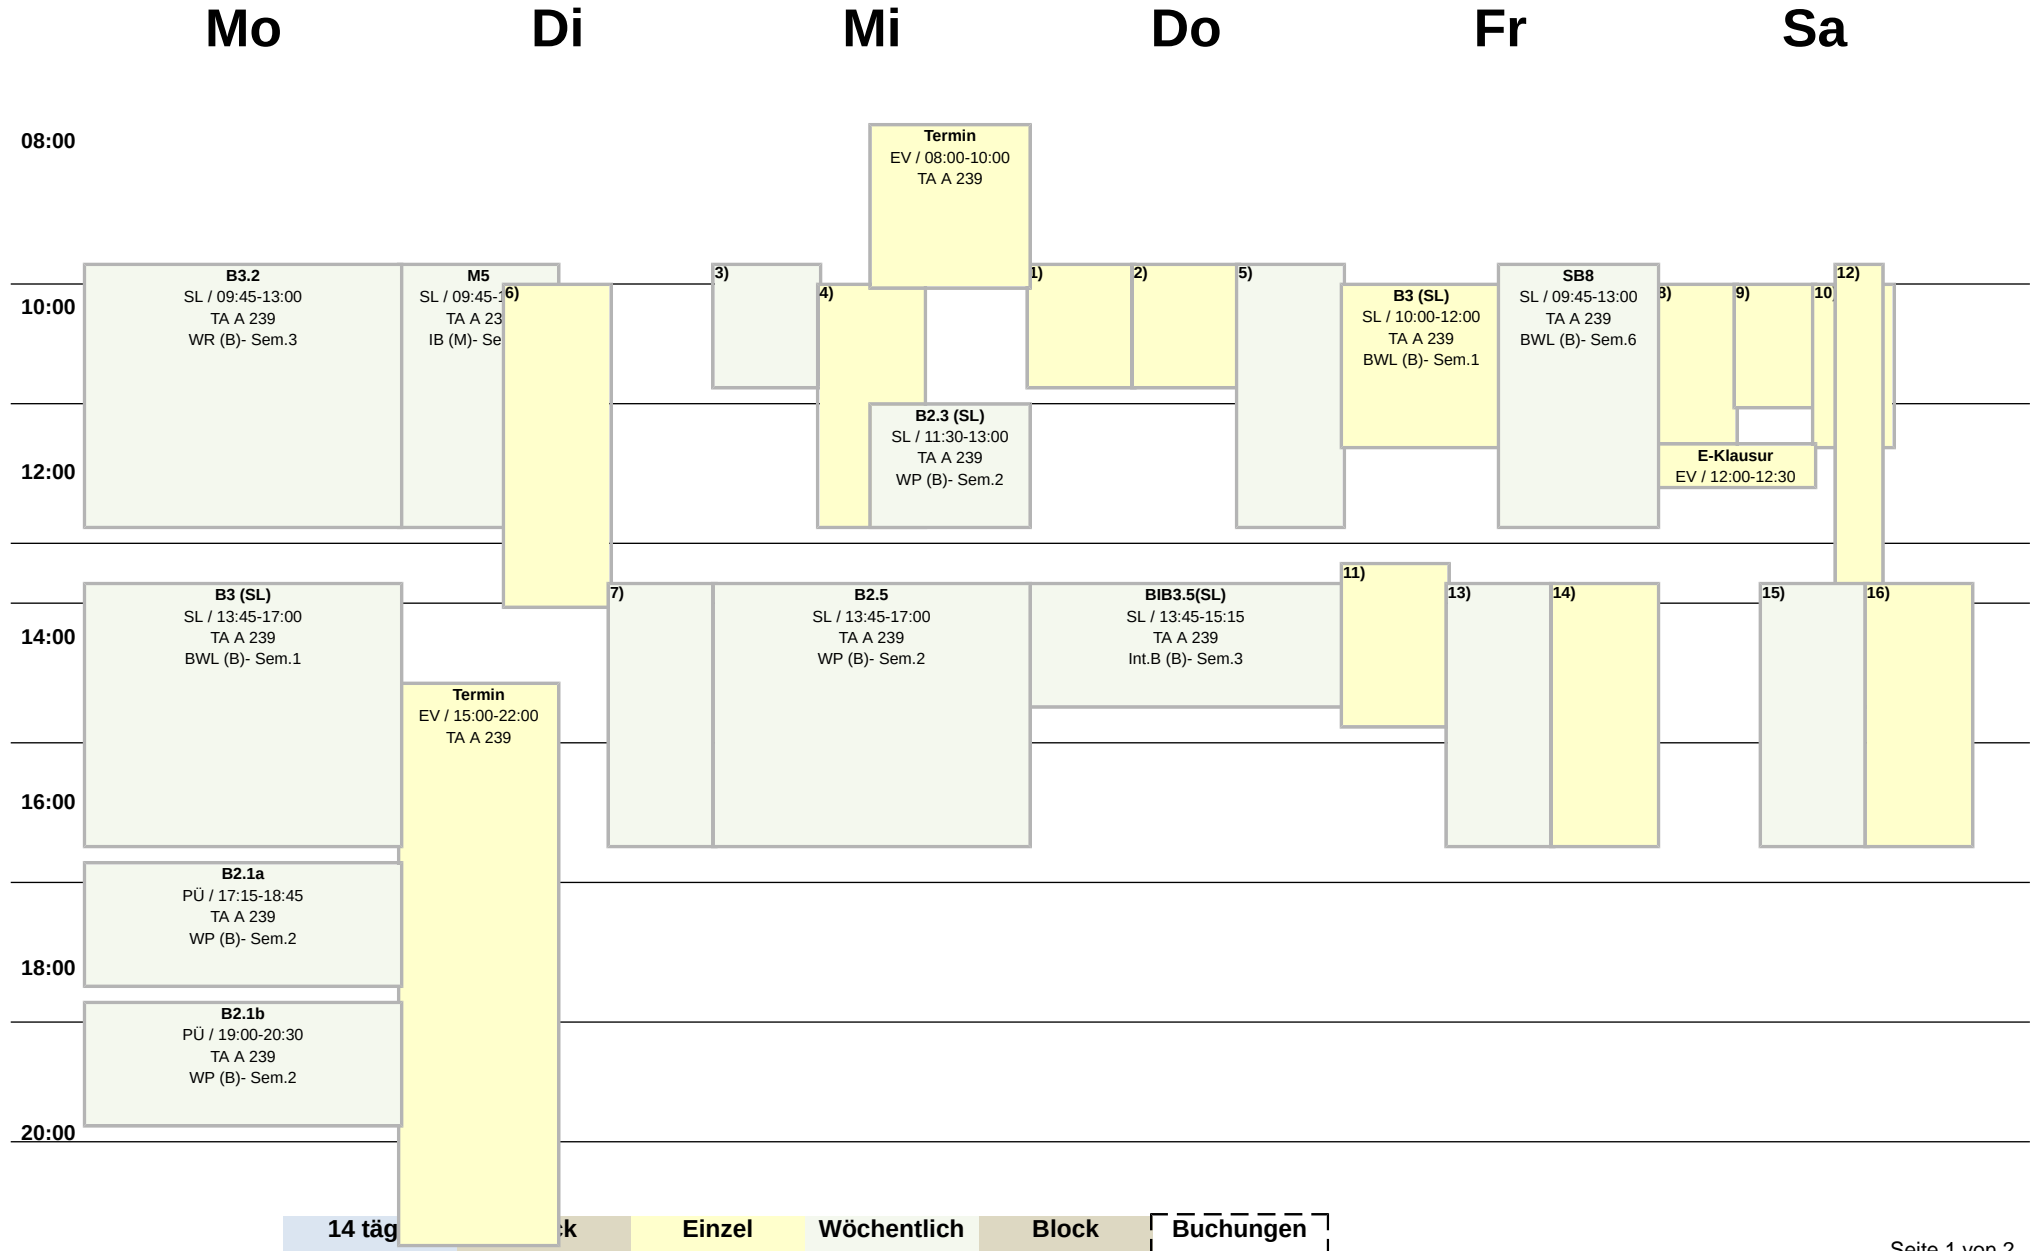 Mo Di Mi Do Fr Sa
08:00
Termin
EV / 08:00-10:00
TA A 239
10:00
B3.2
SL / 09:45-13:00
TA A 239
WR (B)- Sem.3
M5
SL / 09:45-1
TA A 23
IB (M)- Se
6)
3)
4)
1)
2)
5)
B3 (SL)
SL / 10:00-12:00
TA A 239
BWL (B)- Sem.1
SB8
SL / 09:45-13:00
TA A 239
BWL (B)- Sem.6
8)
9)
10)
12)
B2.3 (SL)
SL / 11:30-13:00
TA A 239
WP (B)- Sem.2
12:00
E-Klausur
EV / 12:00-12:30
14:00
B3 (SL)
SL / 13:45-17:00
TA A 239
BWL (B)- Sem.1
Termin
EV / 15:00-22:00
TA A 239
7)
B2.5
SL / 13:45-17:00
TA A 239
WP (B)- Sem.2
BIB3.5(SL)
SL / 13:45-15:15
TA A 239
Int.B (B)- Sem.3
11)
13)
14)
15)
16)
16:00
B2.1a
PÜ / 17:15-18:45
TA A 239
WP (B)- Sem.2
18:00
B2.1b
PÜ / 19:00-20:30
TA A 239
WP (B)- Sem.2
20:00
14 täg ck Einzel Wöchentlich Block Buchungen
Seite 1 von 2